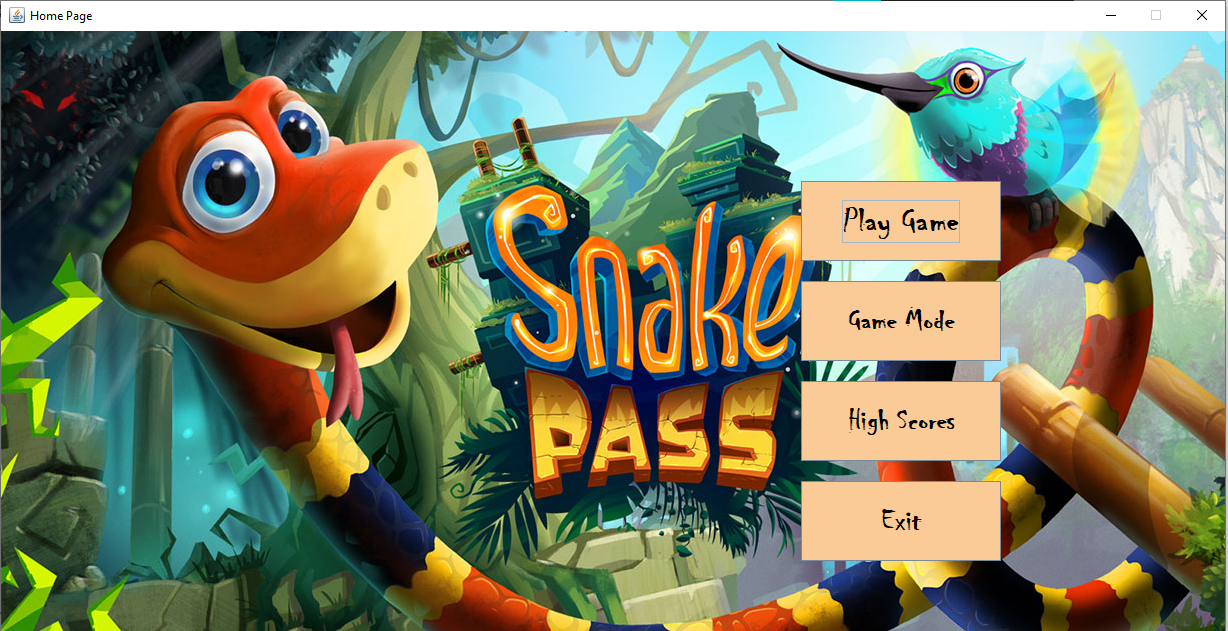 Home Page
Snake
PASS
Play Game
Game Mode
High Scores
Exit